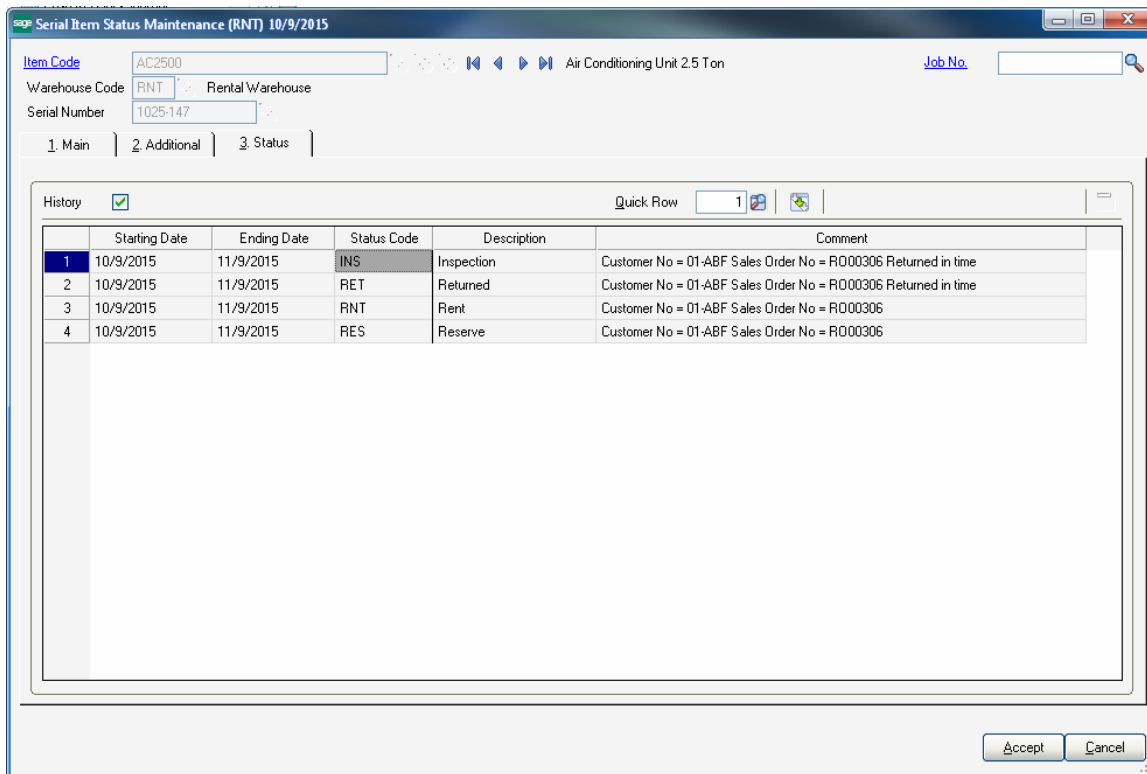 sage Serial Item Status Maintenance (RNT) 10/9/2015
Item Code AC2500 Air Conditioning Unit 2.5 Ton Job No.
Warehouse Code RNT Rental Warehouse
Serial Number 1025-147
1. Main 2. Additional 3. Status
History Quick Row 1
Starting Date Ending Date Status Code Description Comment
1 10/9/2015 11/9/2015 INS Inspection Customer No = 01-ABF Sales Order No = RO00306 Returned in time
2 10/9/2015 11/9/2015 RET Returned Customer No = 01-ABF Sales Order No = RO00306 Returned in time
3 10/9/2015 11/9/2015 RNT Rent Customer No = 01-ABF Sales Order No = RO00306
4 10/9/2015 11/9/2015 RES Reserve Customer No = 01-ABF Sales Order No = RO00306
Accept Cancel